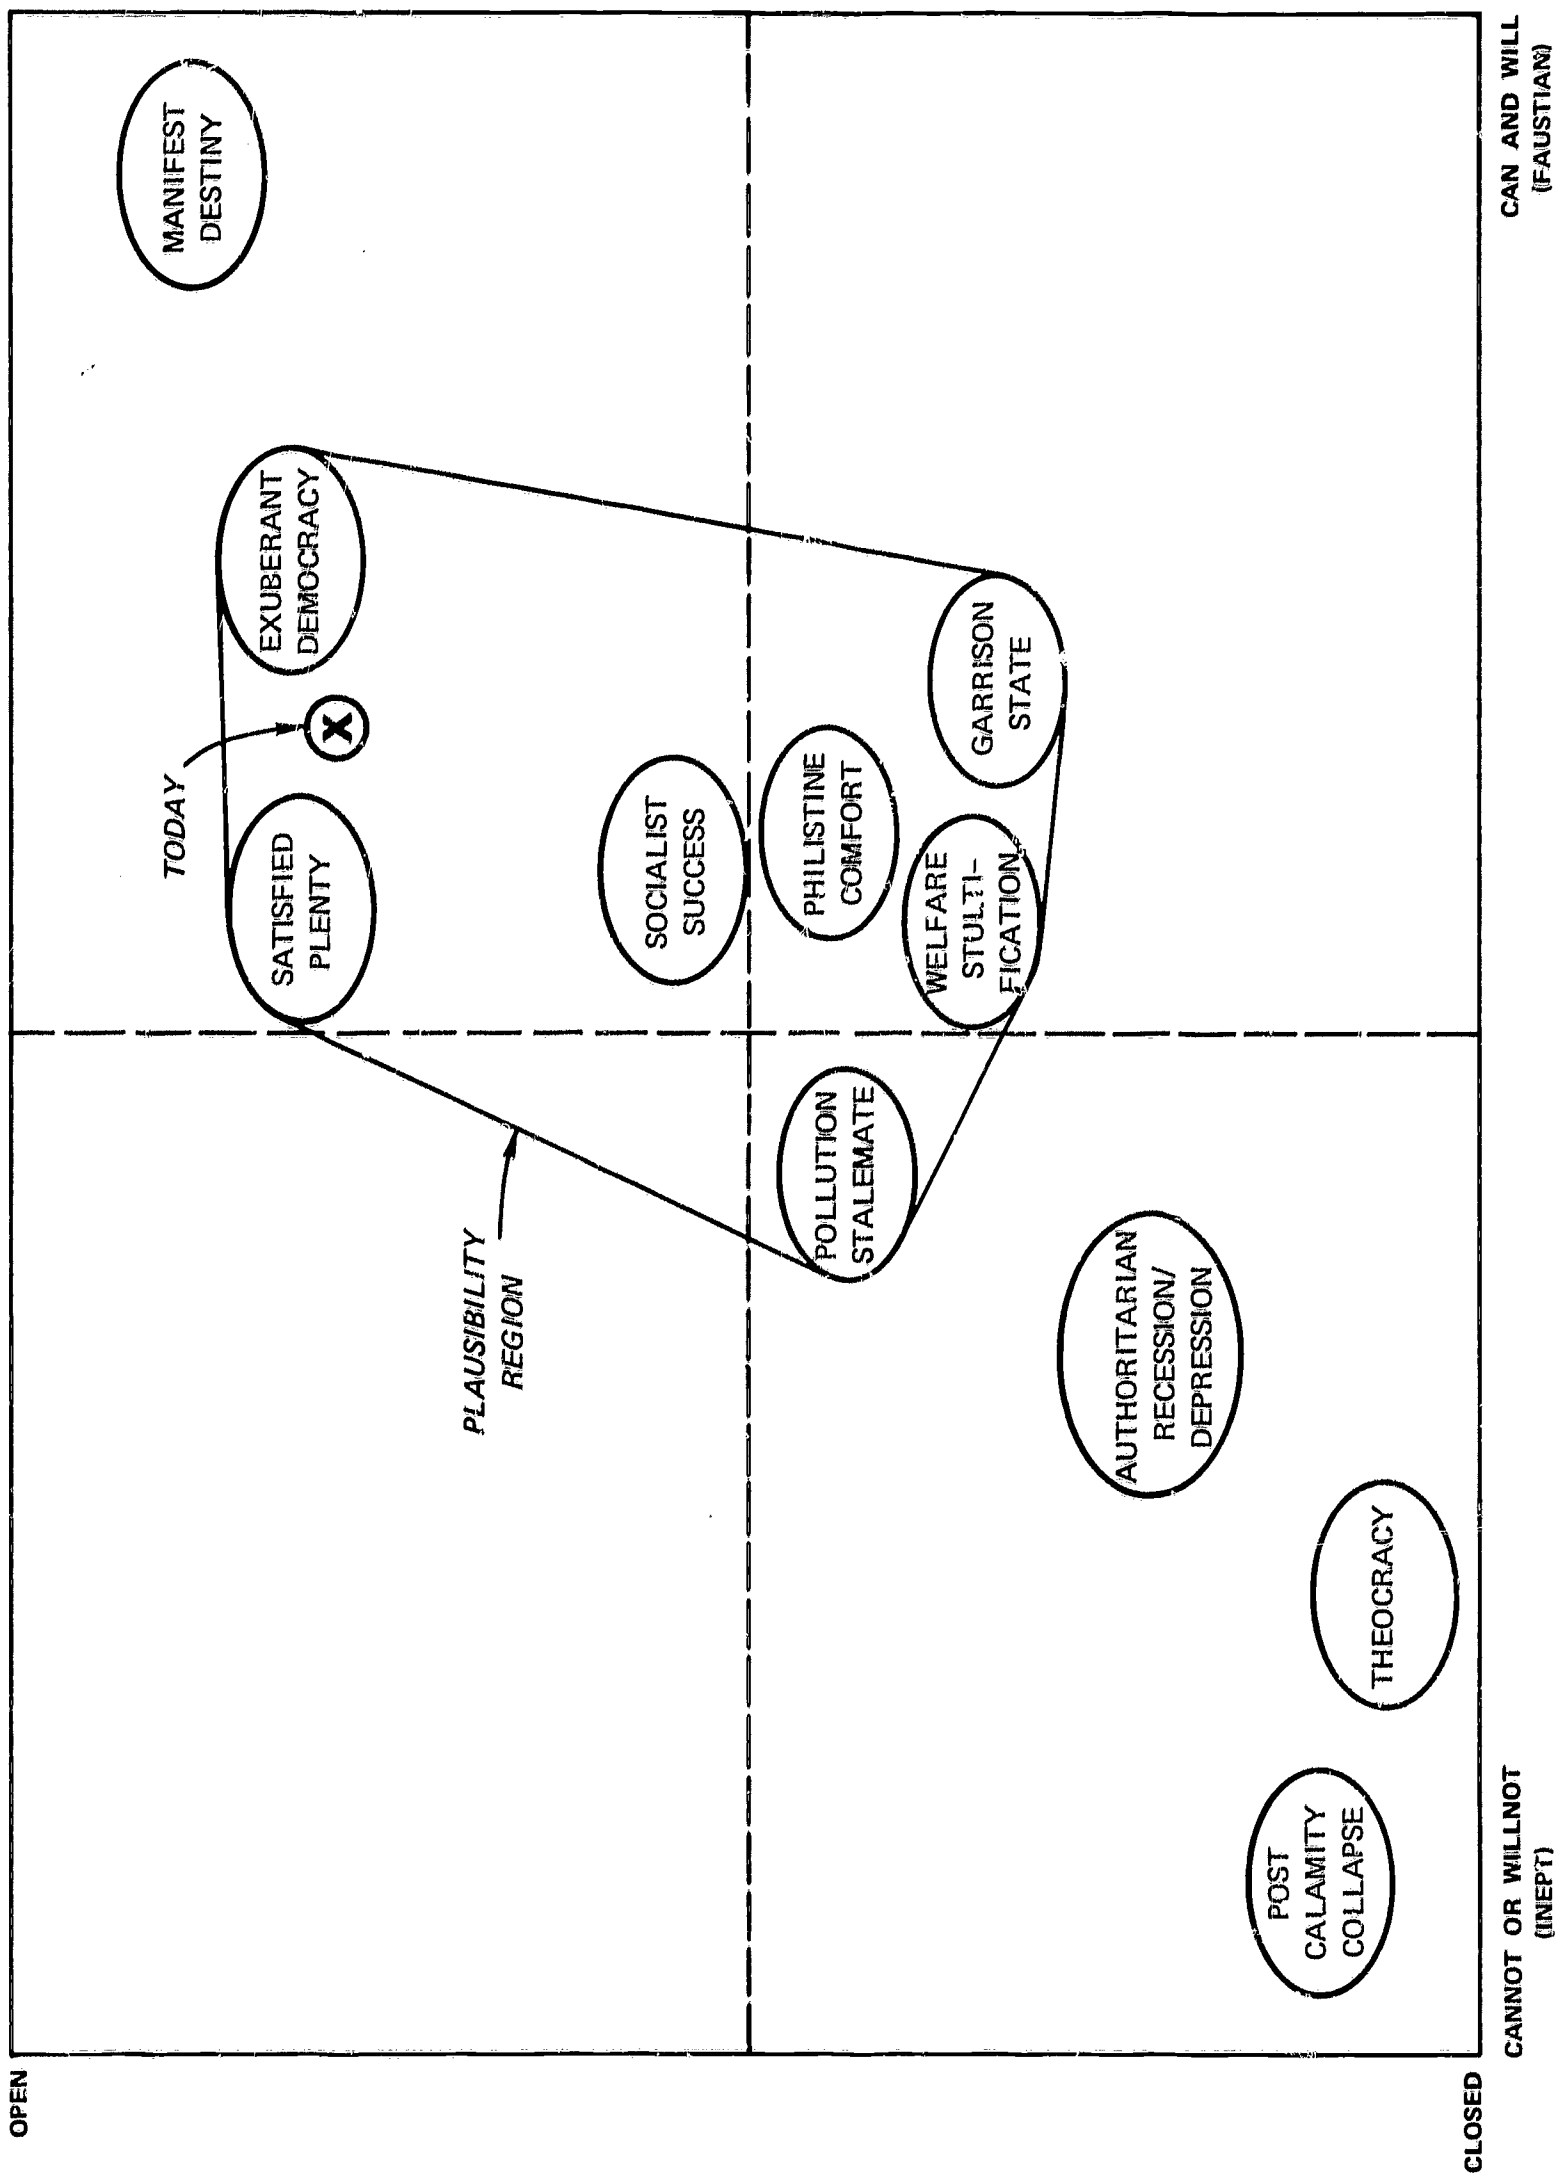 OPEN
MANIFEST
DESTINY
TODAY
EXUBERANT
DEMOCRACY
X
SATISFIED
PLENTY
PLAUSIBILITY
REGION
SOCIALIST
SUCCESS
PHILISTINE
COMFORT
POLLUTION
STALEMATE
WELFARE
STULTI-
FICATION
GARRISON
STATE
AUTHORITARIAN
RECESSION/
DEPRESSION
POST
CALAMITY
COLLAPSE
THEOCRACY
CLOSED
CANNOT OR WILLNOT
(INEPT)
CAN AND WILL
(FAUSTIAN)